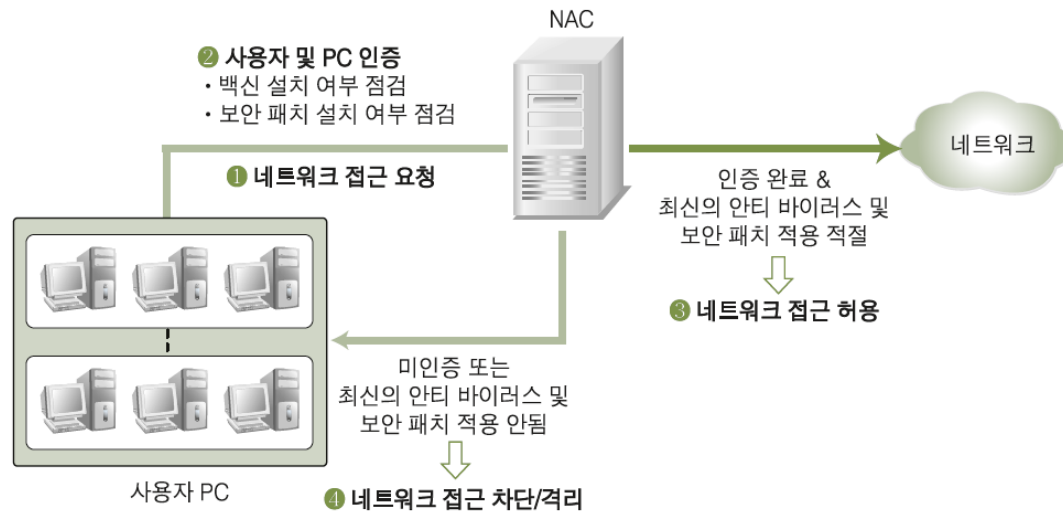 NAC
❷ 사용자 및 PC 인증
• 백신 설치 여부 점검
• 보안 패치 설치 여부 점검
❶ 네트워크 접근 요청
네트워크
인증 완료 &
최신의 안티 바이러스 및
보안 패치 적용 적절
❸ 네트워크 접근 허용
미인증 또는
최신의 안티 바이러스 및
보안 패치 적용 안됨
❹ 네트워크 접근 차단/격리
사용자 PC